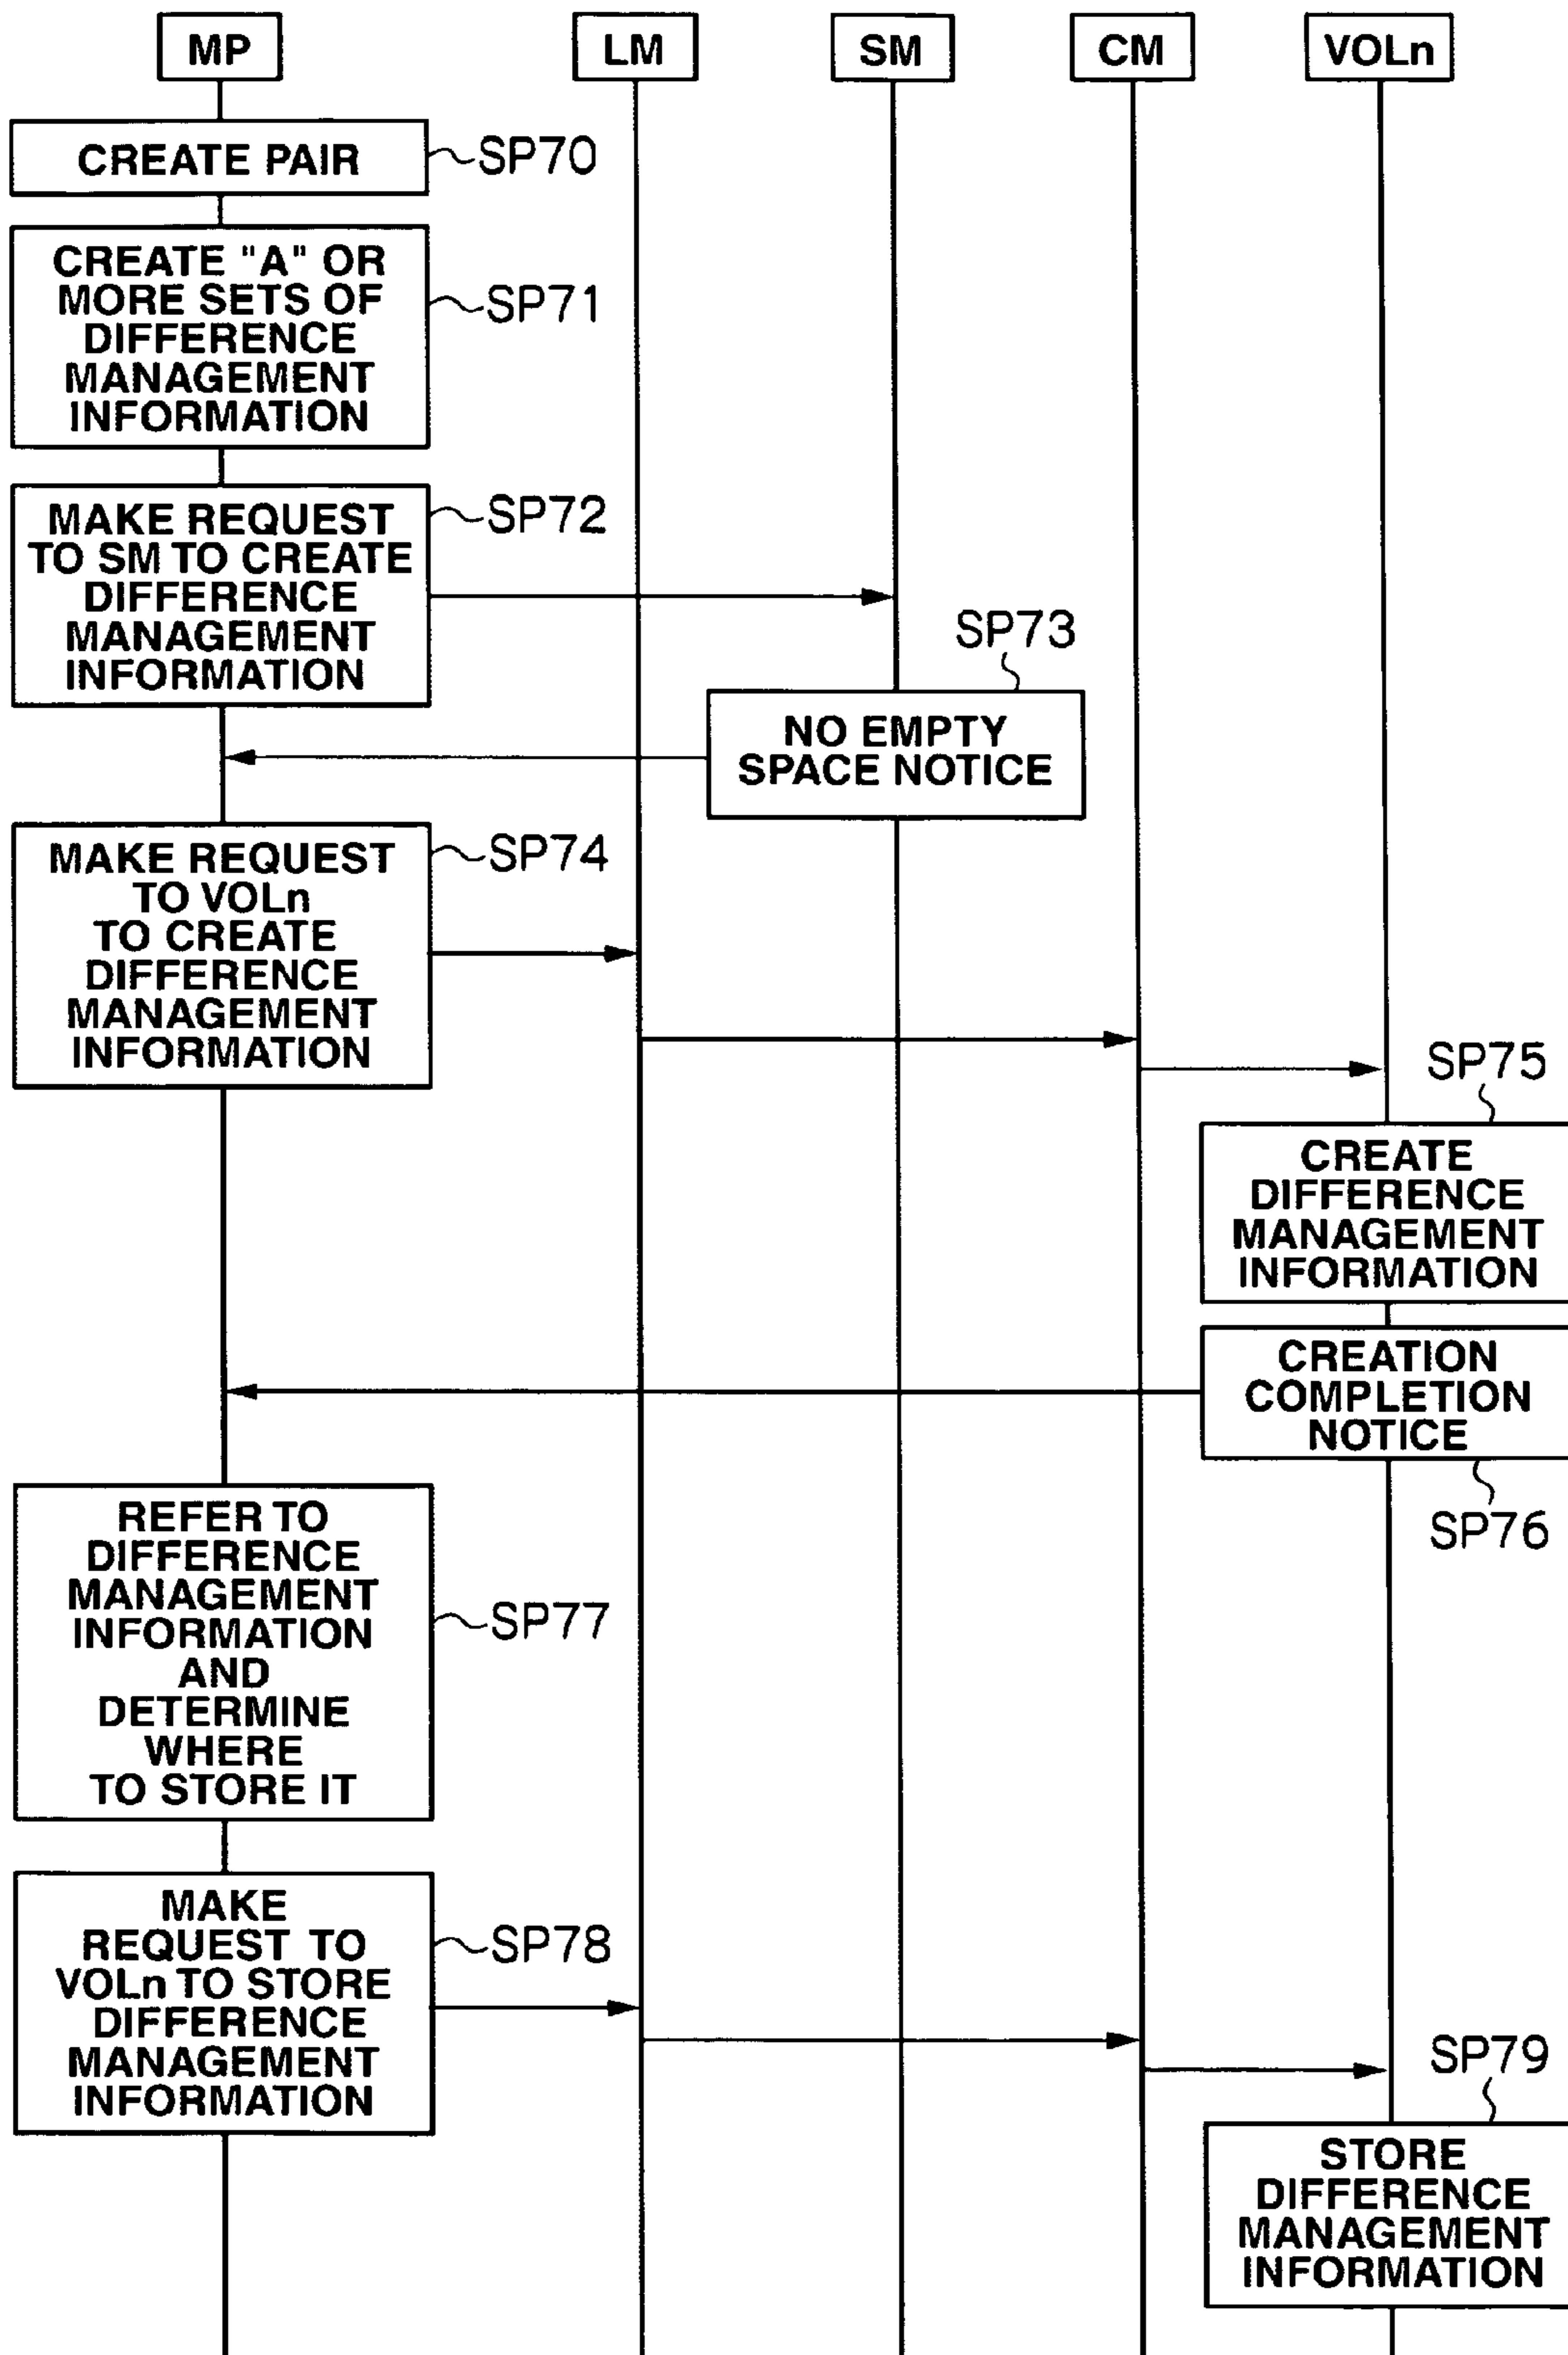 MP
LM
SM
CM
VOLn
CREATE PAIR
SP70
CREATE "A" OR
MORE SETS OF
DIFFERENCE
MANAGEMENT
INFORMATION
SP71
MAKE REQUEST
TO SM TO CREATE
DIFFERENCE
MANAGEMENT
INFORMATION
SP72
SP73
NO EMPTY
SPACE NOTICE
MAKE REQUEST
TO VOLn
TO CREATE
DIFFERENCE
MANAGEMENT
INFORMATION
SP74
SP75
CREATE
DIFFERENCE
MANAGEMENT
INFORMATION
CREATION
COMPLETION
NOTICE
SP76
REFER TO
DIFFERENCE
MANAGEMENT
INFORMATION
AND
DETERMINE
WHERE
TO STORE IT
SP77
MAKE
REQUEST TO
VOLn TO STORE
DIFFERENCE
MANAGEMENT
INFORMATION
SP78
SP79
STORE
DIFFERENCE
MANAGEMENT
INFORMATION